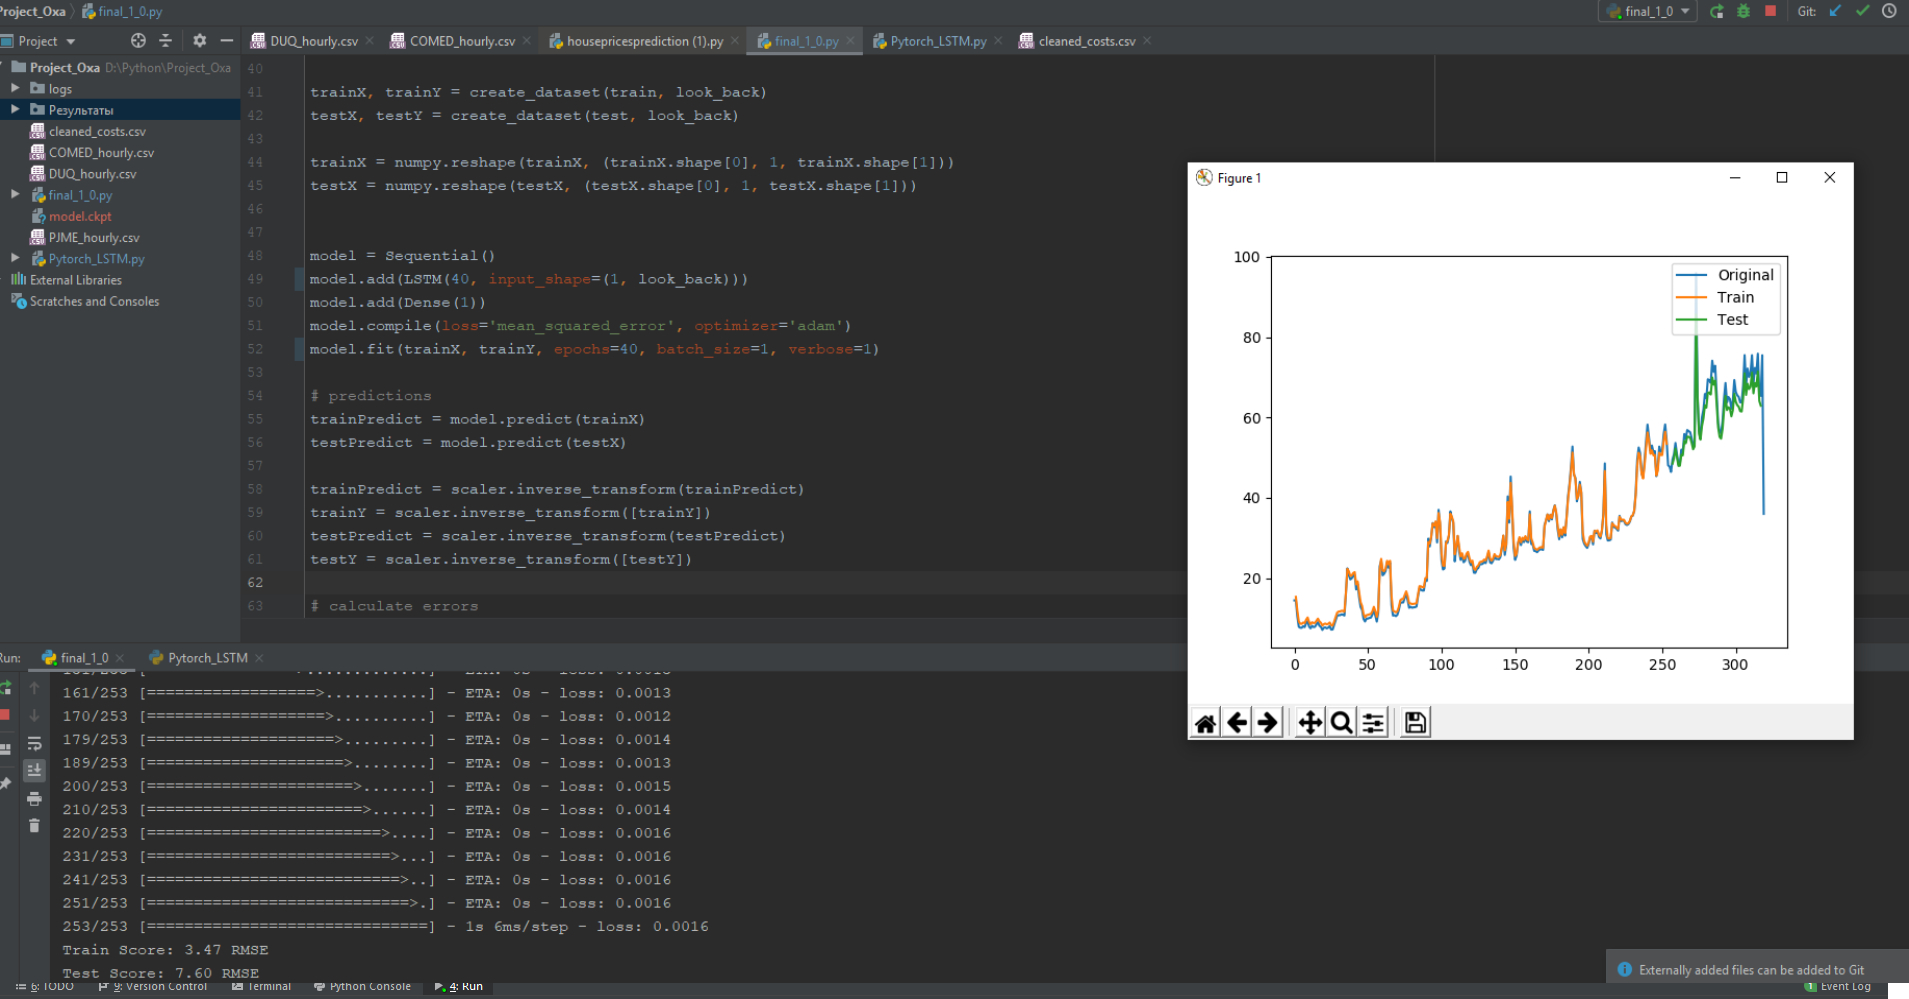 Project_Oxa final_1_0.py
final_1_0 Git:
Project
DUQ_hourly.csv COMED_hourly.csv housepricesprediction (1).py final_1_0.py Pytorch_LSTM.py cleaned_costs.csv
Project_Oxa D:\Python\Project_Oxa
logs
Результаты
cleaned_costs.csv
COMED_hourly.csv
DUQ_hourly.csv
final_1_0.py
model.ckpt
PJME_hourly.csv
Pytorch_LSTM.py
External Libraries
Scratches and Consoles
40
41 trainX, trainY = create_dataset(train, look_back)
42 testX, testY = create_dataset(test, look_back)
43
44 trainX = numpy.reshape(trainX, (trainX.shape[0], 1, trainX.shape[1]))
45 testX = numpy.reshape(testX, (testX.shape[0], 1, testX.shape[1]))
46
47
48 model = Sequential()
49 model.add(LSTM(40, input_shape=(1, look_back)))
50 model.add(Dense(1))
51 model.compile(loss='mean_squared_error', optimizer='adam')
52 model.fit(trainX, trainY, epochs=40, batch_size=1, verbose=1)
53
54 # predictions
55 trainPredict = model.predict(trainX)
56 testPredict = model.predict(testX)
57
58 trainPredict = scaler.inverse_transform(trainPredict)
59 trainY = scaler.inverse_transform([trainY])
60 testPredict = scaler.inverse_transform(testPredict)
61 testY = scaler.inverse_transform([testY])
62
63 # calculate errors
Figure 1
100
80
60
40
20
0 50 100 150 200 250 300
Original
Train
Test
Run: final_1_0 Pytorch_LSTM
161/253 [==================>...........] - ETA: 0s - loss: 0.0013
170/253 [===================>..........] - ETA: 0s - loss: 0.0012
179/253 [====================>.........] - ETA: 0s - loss: 0.0014
189/253 [=====================>........] - ETA: 0s - loss: 0.0013
200/253 [======================>.......] - ETA: 0s - loss: 0.0015
210/253 [=======================>......] - ETA: 0s - loss: 0.0014
220/253 [=========================>....] - ETA: 0s - loss: 0.0016
231/253 [==========================>...] - ETA: 0s - loss: 0.0016
241/253 [===========================>..] - ETA: 0s - loss: 0.0016
251/253 [============================>.] - ETA: 0s - loss: 0.0016
253/253 [==============================] - 1s 6ms/step - loss: 0.0016
Train Score: 3.47 RMSE
Test Score: 7.60 RMSE
Externally added files can be added to Git
6: TODO 9: Version Control Terminal Python Console 4: Run 1 Event Log